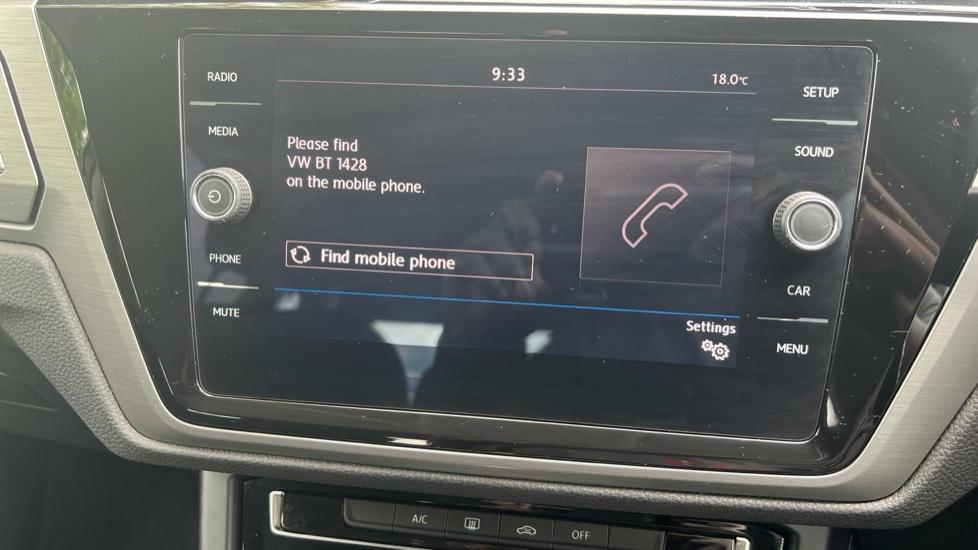 9:33
18.0°C
RADIO
MEDIA
PHONE
MUTE
Please find
VW BT 1428
on the mobile phone.
Find mobile phone
Settings
SETUP
SOUND
CAR
MENU
A/C
OFF